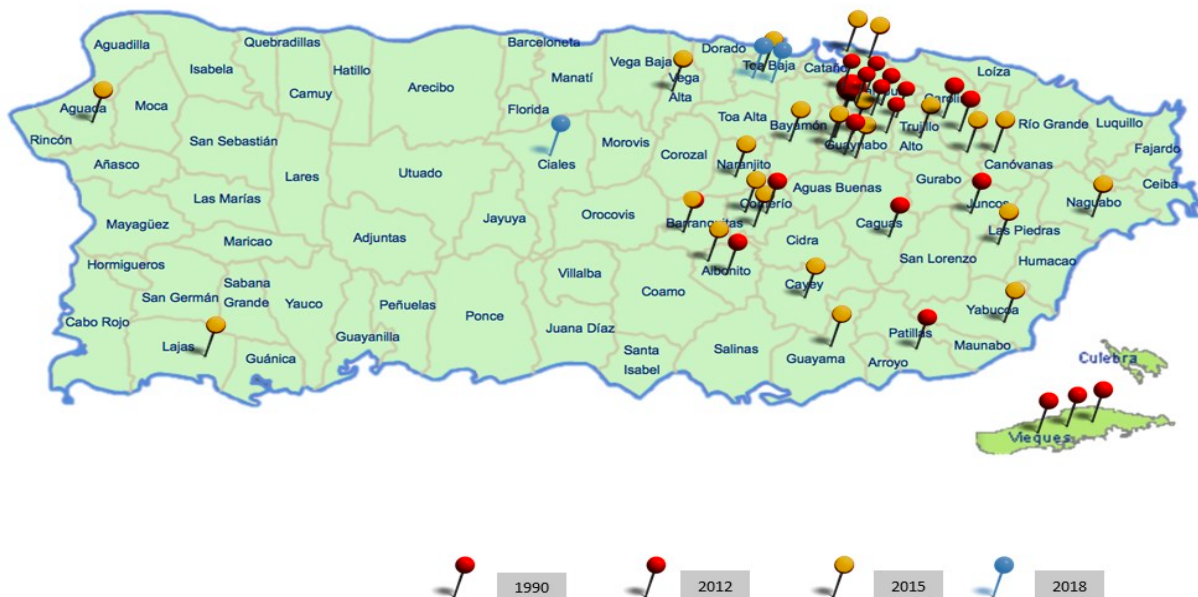 Aguadilla
Quebradillas
Isabela
Hatillo
Camuy
Arecibo
Barceloneta
Manatí
Florida
Vega Baja
Vega
Alta
Dorado
Toa Baja
Cataño
Loíza
Carolina
Aguada
Moca
Rincón
San Sebastián
Ciales
Morovis
Toa Alta
Bayamón
Guaynabo
Trujillo
Alto
Río Grande
Luquillo
Canóvanas
Fajardo
Ceiba
Añasco
Lares
Utuado
Corozal
Naranjito
Aguas Buenas
Gurabo
Juncos
Naguabo
Las Marías
Mayagüez
Maricao
Adjuntas
Jayuya
Orocovis
Barranquitas
Comerío
Cidra
Caguas
Las Piedras
San Lorenzo
Humacao
Hormigueros
San Germán
Sabana
Grande
Yauco
Peñuelas
Ponce
Villalba
Coamo
Aibonito
Cayey
Yabucoa
Cabo Rojo
Lajas
Guánica
Guayanilla
Juana Díaz
Santa
Isabel
Salinas
Guayama
Arroyo
Patillas
Maunabo
Culebra
Vieques
1990
2012
2015
2018